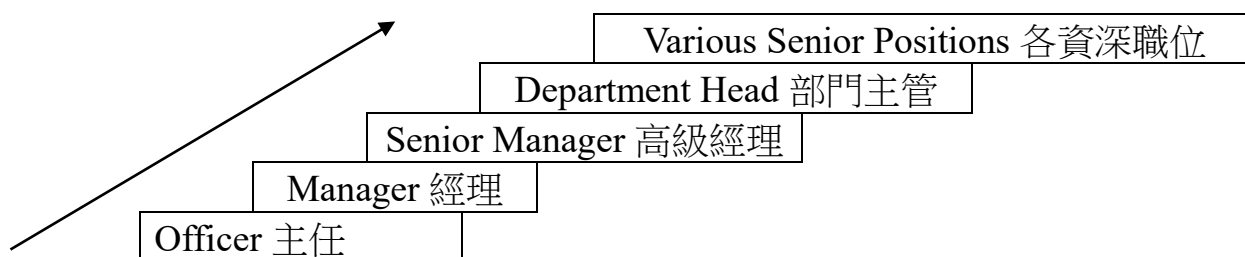 Various Senior Positions 各資深職位
Department Head 部門主管
Senior Manager 高級經理
Manager 經理
Officer 主任